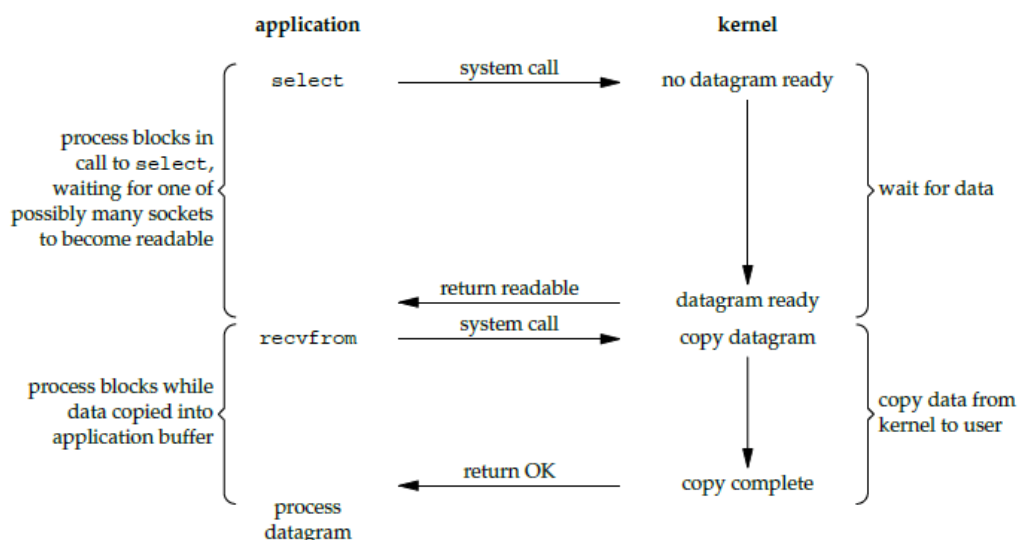 application
kernel
select
system call
no datagram ready
process blocks in
call to select,
waiting for one of
possibly many sockets
to become readable
wait for data
return readable
datagram ready
recvfrom
system call
copy datagram
process blocks while
data copied into
application buffer
copy data from
kernel to user
return OK
copy complete
process
datagram